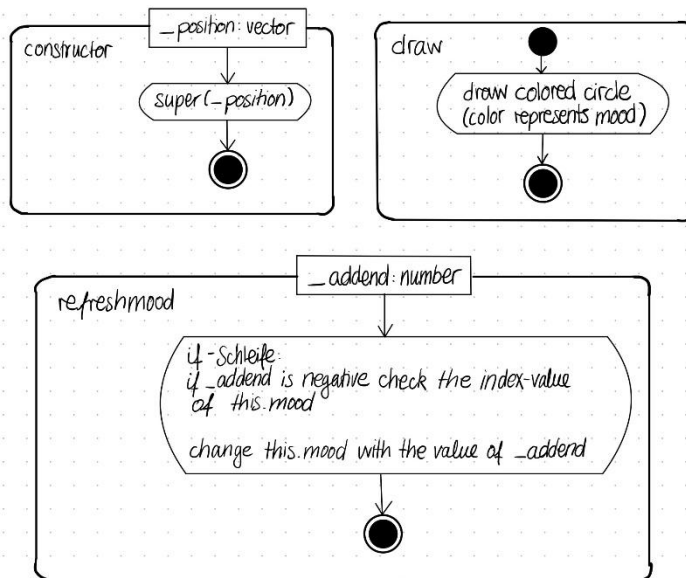 _position: vector
constructor
super(_position)
draw
draw colored circle
(color represents mood)
_addend: number
refreshmood
if-Schleife:
if _addend is negative check the index-value
of this.mood
change this.mood with the value of _addend